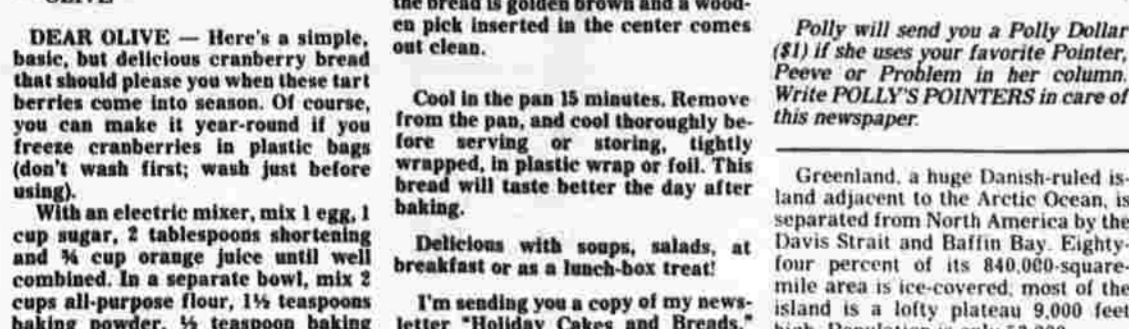 OLIVE
DEAR OLIVE — Here's a simple,
basic, but delicious cranberry bread
that should please you when these tart
berries come into season. Of course,
you can make it year-round if you
freeze cranberries in plastic bags
(don't wash first; wash just before
using).
With an electric mixer, mix 1 egg, 1
cup sugar, 2 tablespoons shortening
and ¾ cup orange juice until well
combined. In a separate bowl, mix 2
cups all-purpose flour, 1½ teaspoons
baking powder, ½ teaspoon baking
the bread is golden brown and a wood-
en pick inserted in the center comes
out clean.
Cool in the pan 15 minutes. Remove
from the pan, and cool thoroughly be-
fore serving or storing, tightly
wrapped, in plastic wrap or foil. This
bread will taste better the day after
baking.
Delicious with soups, salads, at
breakfast or as a lunch-box treat!
I'm sending you a copy of my news-
letter "Holiday Cakes and Breads,"
Polly will send you a Polly Dollar
($1) if she uses your favorite Pointer,
Peeve or Problem in her column.
Write POLLY'S POINTERS in care of
this newspaper.
Greenland, a huge Danish-ruled is-
land adjacent to the Arctic Ocean, is
separated from North America by the
Davis Strait and Baffin Bay. Eighty-
four percent of its 840,000-square-
mile area is ice-covered, most of the
island is a lofty plateau 9,000 feet
high. Population is only